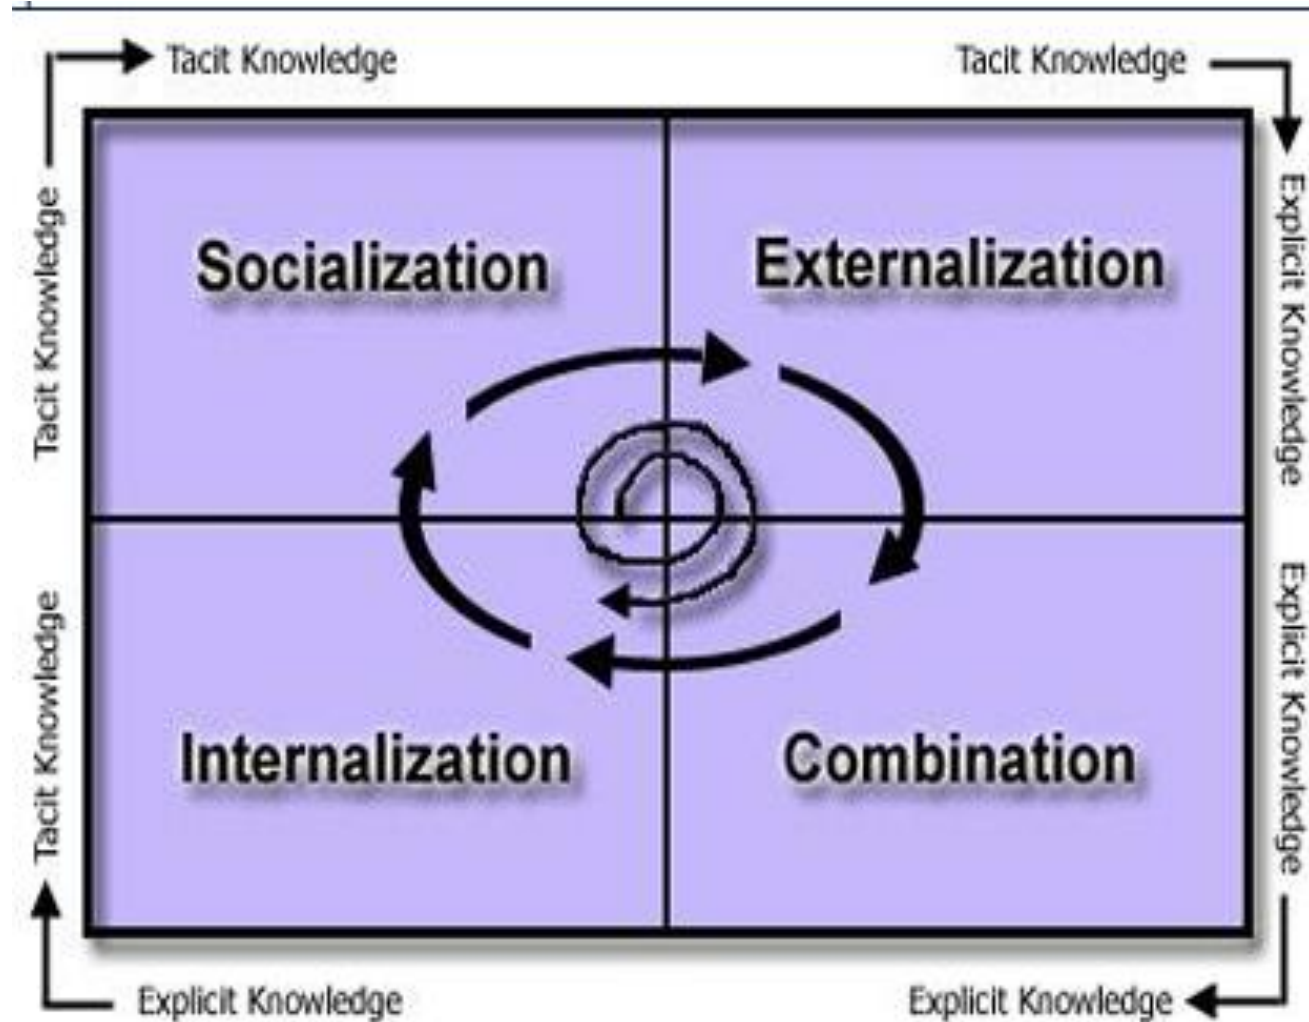 Tacit Knowledge
Tacit Knowledge
Tacit Knowledge
Explicit Knowledge
Socialization
Externalization
Internalization
Combination
Tacit Knowledge
Explicit Knowledge
Explicit Knowledge
Explicit Knowledge